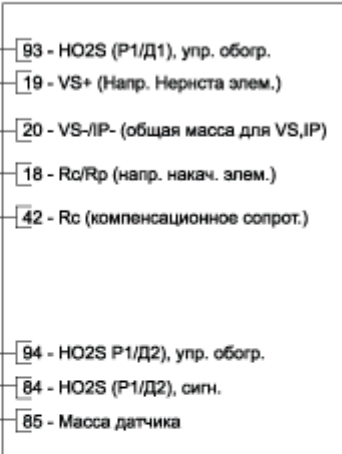 93 - HO2S (Р1/Д1), упр. обогр.
19 - VS+ (Напр. Нернста элем.)
20 - VS-/IP- (общая масса для VS,IP)
18 - Rc/Rp (напр. накач. элем.)
42 - Rc (компенсационное сопрот.)
94 - HO2S Р1/Д2), упр. обогр.
84 - HO2S (Р1/Д2), сигн.
85 - Масса датчика